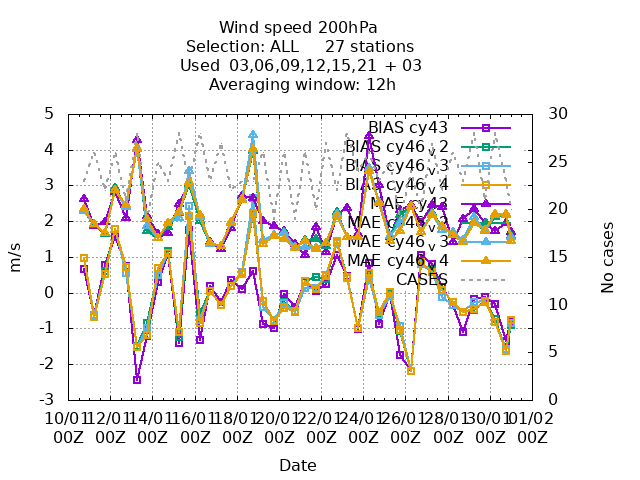 Wind speed 200hPa
Selection: ALL 27 stations
Used 03,06,09,12,15,21 + 03
Averaging window: 12h
5
4
3
2
1
0
-1
-2
-3
m/s
30
25
20
15
10
5
0
No cases
BIAS cy43
BIAS cy46_v2
BIAS cy46_v3
BIAS cy46_v4
MAE cy43
MAE cy46_v2
MAE cy46_v3
MAE cy46_v4
CASES
10/01 12/01 14/01 16/01 18/01 20/01 22/01 24/01 26/01 28/01 30/01 01/02
00Z 00Z 00Z 00Z 00Z 00Z 00Z 00Z 00Z 00Z 00Z 00Z
Date